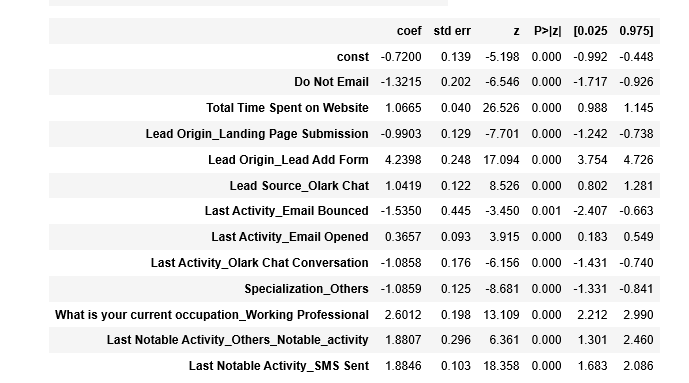 coef std err z P>|z| [0.025 0.975]
const -0.7200 0.139 -5.198 0.000 -0.992 -0.448
Do Not Email -1.3215 0.202 -6.546 0.000 -1.717 -0.926
Total Time Spent on Website 1.0665 0.040 26.526 0.000 0.988 1.145
Lead Origin_Landing Page Submission -0.9903 0.129 -7.701 0.000 -1.242 -0.738
Lead Origin_Lead Add Form 4.2398 0.248 17.094 0.000 3.754 4.726
Lead Source_Olark Chat 1.0419 0.122 8.526 0.000 0.802 1.281
Last Activity_Email Bounced -1.5350 0.445 -3.450 0.001 -2.407 -0.663
Last Activity_Email Opened 0.3657 0.093 3.915 0.000 0.183 0.549
Last Activity_Olark Chat Conversation -1.0858 0.176 -6.156 0.000 -1.431 -0.740
Specialization_Others -1.0859 0.125 -8.681 0.000 -1.331 -0.841
What is your current occupation_Working Professional 2.6012 0.198 13.109 0.000 2.212 2.990
Last Notable Activity_Others_Notable_activity 1.8807 0.296 6.361 0.000 1.301 2.460
Last Notable Activity_SMS Sent 1.8846 0.103 18.358 0.000 1.683 2.086